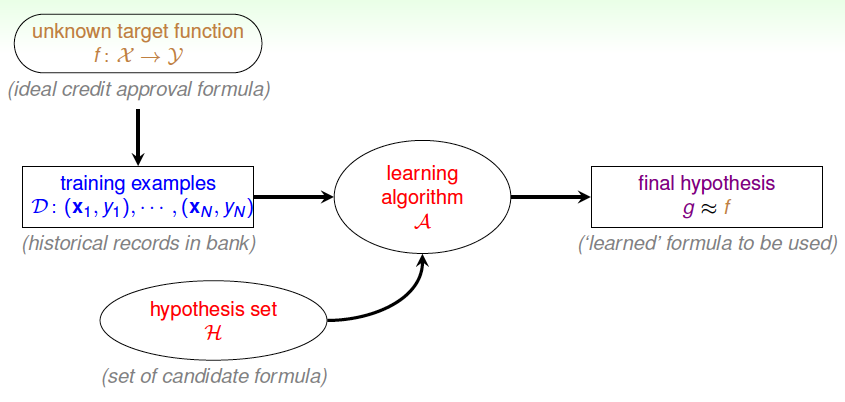 unknown target function
f: 𝒳 → 𝒴
(ideal credit approval formula)
training examples
𝒟: (𝐱₁, y₁), ⋯ , (𝐱_N, y_N)
(historical records in bank)
learning
algorithm
𝒜
final hypothesis
g ≈ f
(‘learned’ formula to be used)
hypothesis set
ℋ
(set of candidate formula)